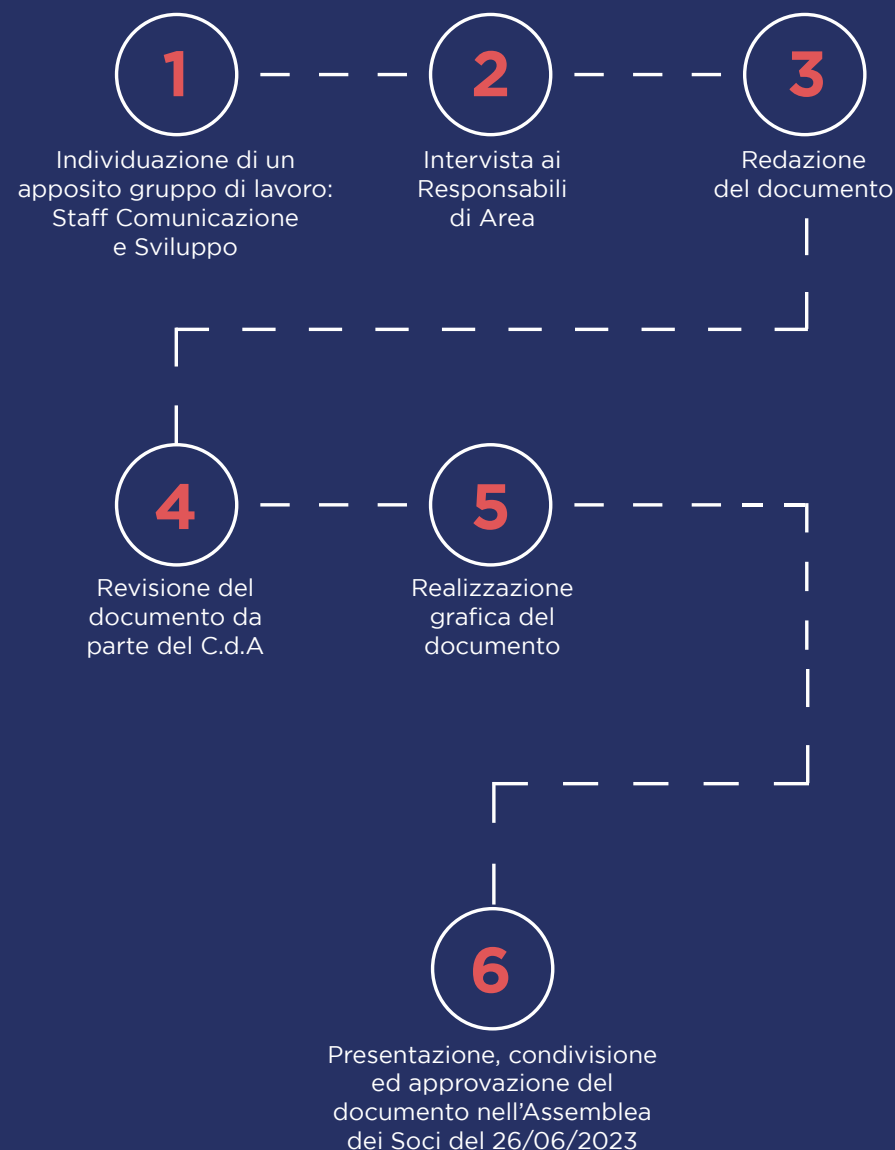 1
Individuazione di un
apposito gruppo di lavoro:
Staff Comunicazione
e Sviluppo
2
Intervista ai
Responsabili
di Area
3
Redazione
del documento
4
Revisione del
documento da
parte del C.d.A
5
Realizzazione
grafica del
documento
6
Presentazione, condivisione
ed approvazione del
documento nell’Assemblea
dei Soci del 26/06/2023